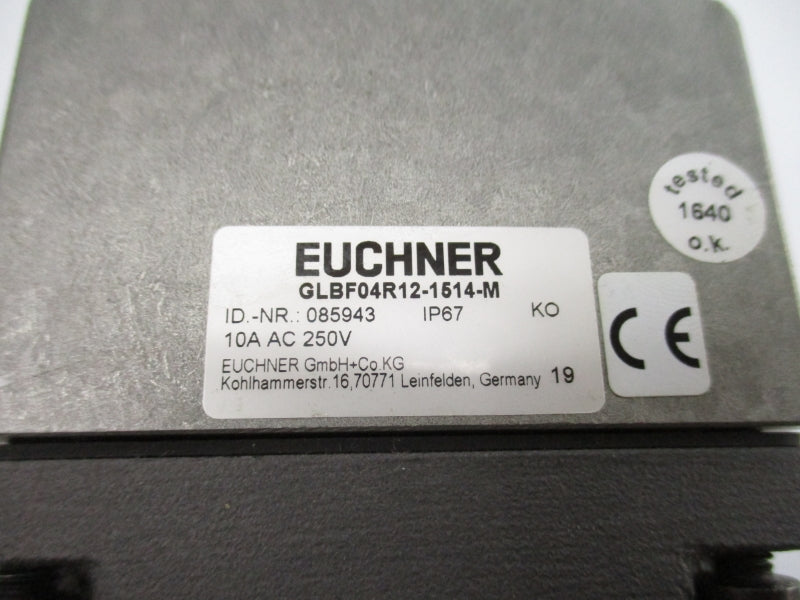 EUCHNER
GLBF04R12-1514-M
ID.-NR.: 085943 IP67 KO
10A AC 250V
EUCHNER GmbH+Co.KG
Kohlhammerstr.16,70771 Leinfelden, Germany 19
CE
tested
1640
o.k.